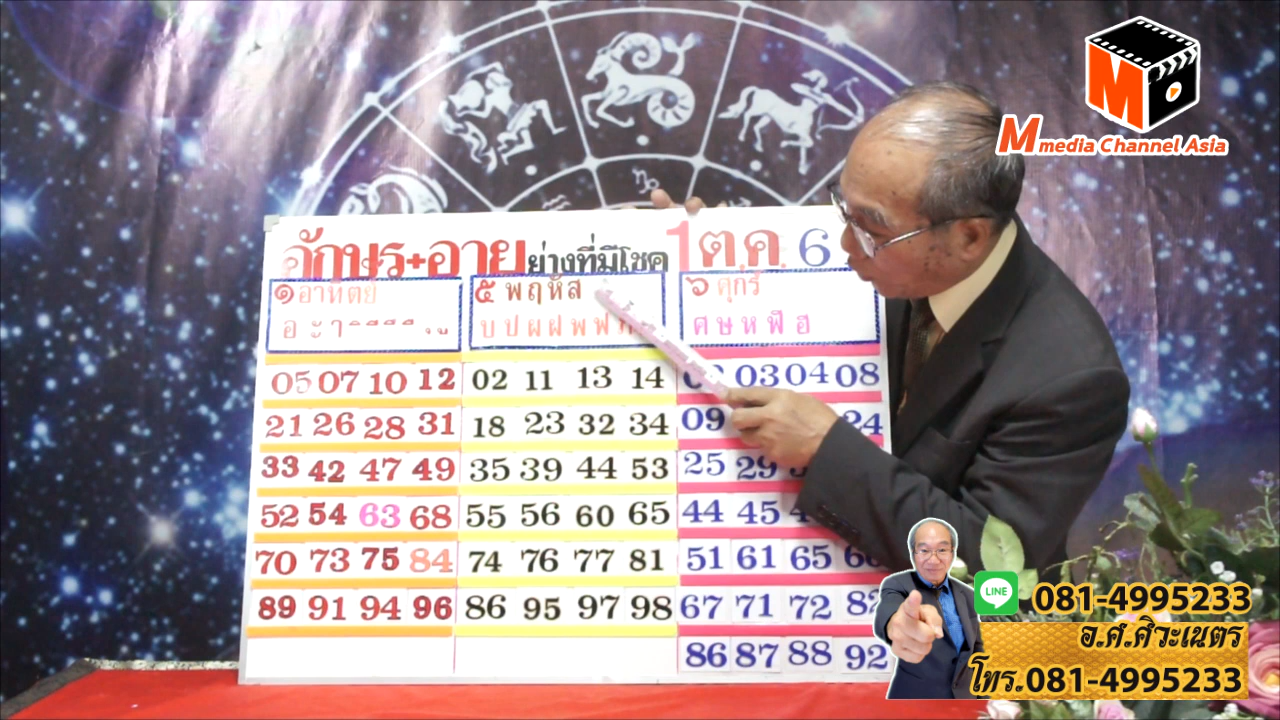 M
Mmedia Channel Asia
อักษร+อายุ ย่างที่มีโชค 1 ต.ค. 6
๑ อาทิตย์ ๕ พฤหัส ๖ ศุกร์
อ ะ า บ ป ผ ฝ พ ฟ ศ ษ ห ฬ ฮ
05 07 10 12 02 11 13 14 03 04 08
21 26 28 31 18 23 32 34 09 24
33 42 47 49 35 39 44 53 25 29
52 54 63 68 55 56 60 65 44 45
70 73 75 84 74 76 77 81 51 61 65
89 91 94 96 86 95 97 98 67 71 72
86 87 88 92
LINE 081-4995233
อ.ศ.ศิวะเนตร
โทร.081-4995233